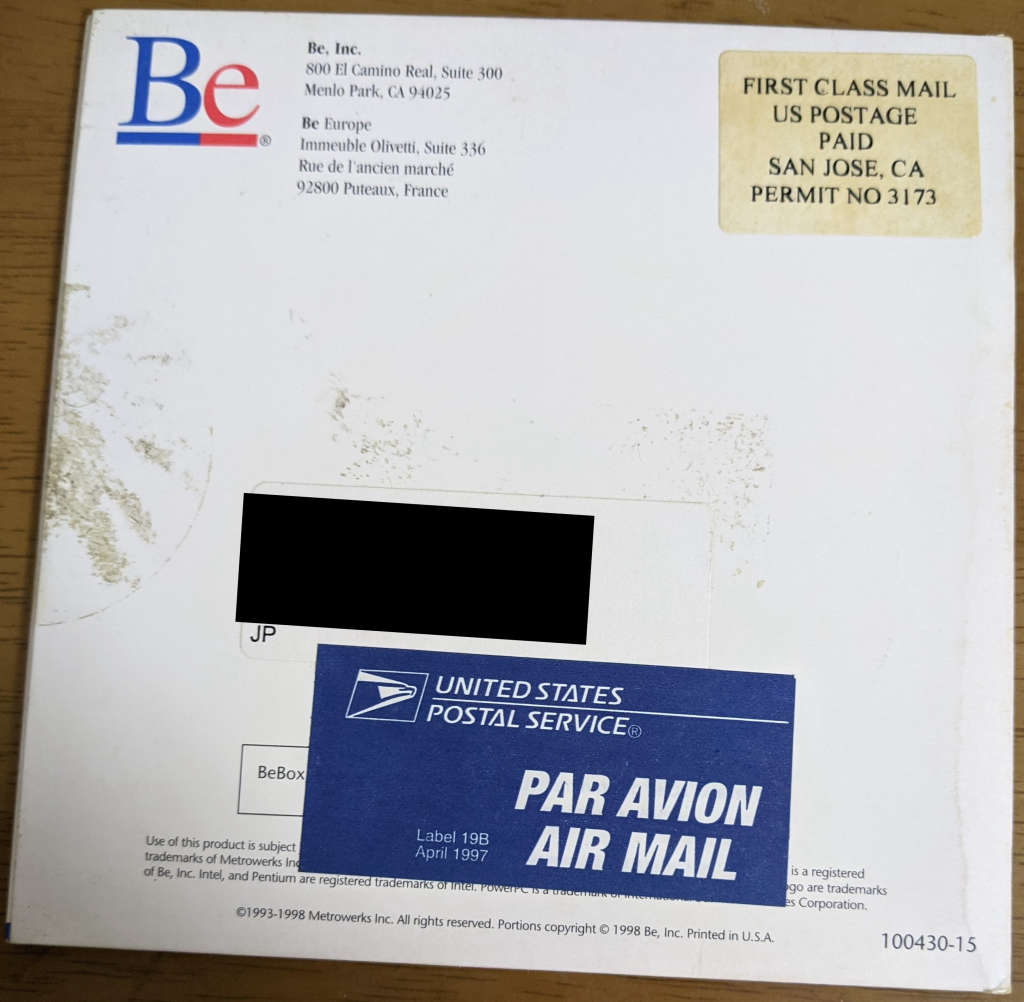 Be®
Be, Inc.
800 El Camino Real, Suite 300
Menlo Park, CA 94025
Be Europe
Immeuble Olivetti, Suite 336
Rue de l'ancien marché
92800 Puteaux, France
FIRST CLASS MAIL
US POSTAGE
PAID
SAN JOSE, CA
PERMIT NO 3173
JP
UNITED STATES
POSTAL SERVICE®
PAR AVION
AIR MAIL
Label 19B
April 1997
BeBox
Use of this product is subject
is a registered
trademarks of Metrowerks Inc
ogo are trademarks
of Be, Inc. Intel, and Pentium are registered trademarks of Intel. PowerPC is a trademark of
es Corporation.
©1993-1998 Metrowerks Inc. All rights reserved. Portions copyright © 1998 Be, Inc. Printed in U.S.A.
100430-15